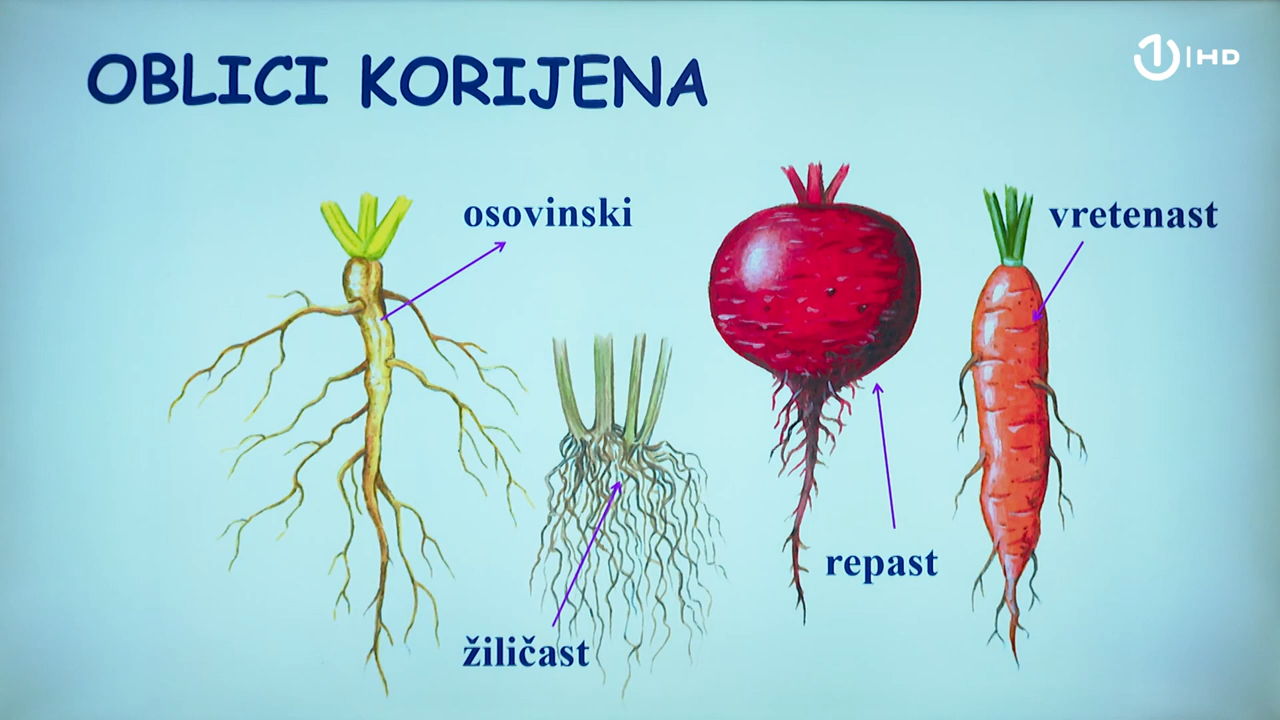 OBLICI KORIJENA
1 HD
osovinski
vretenast
repast
žiličast